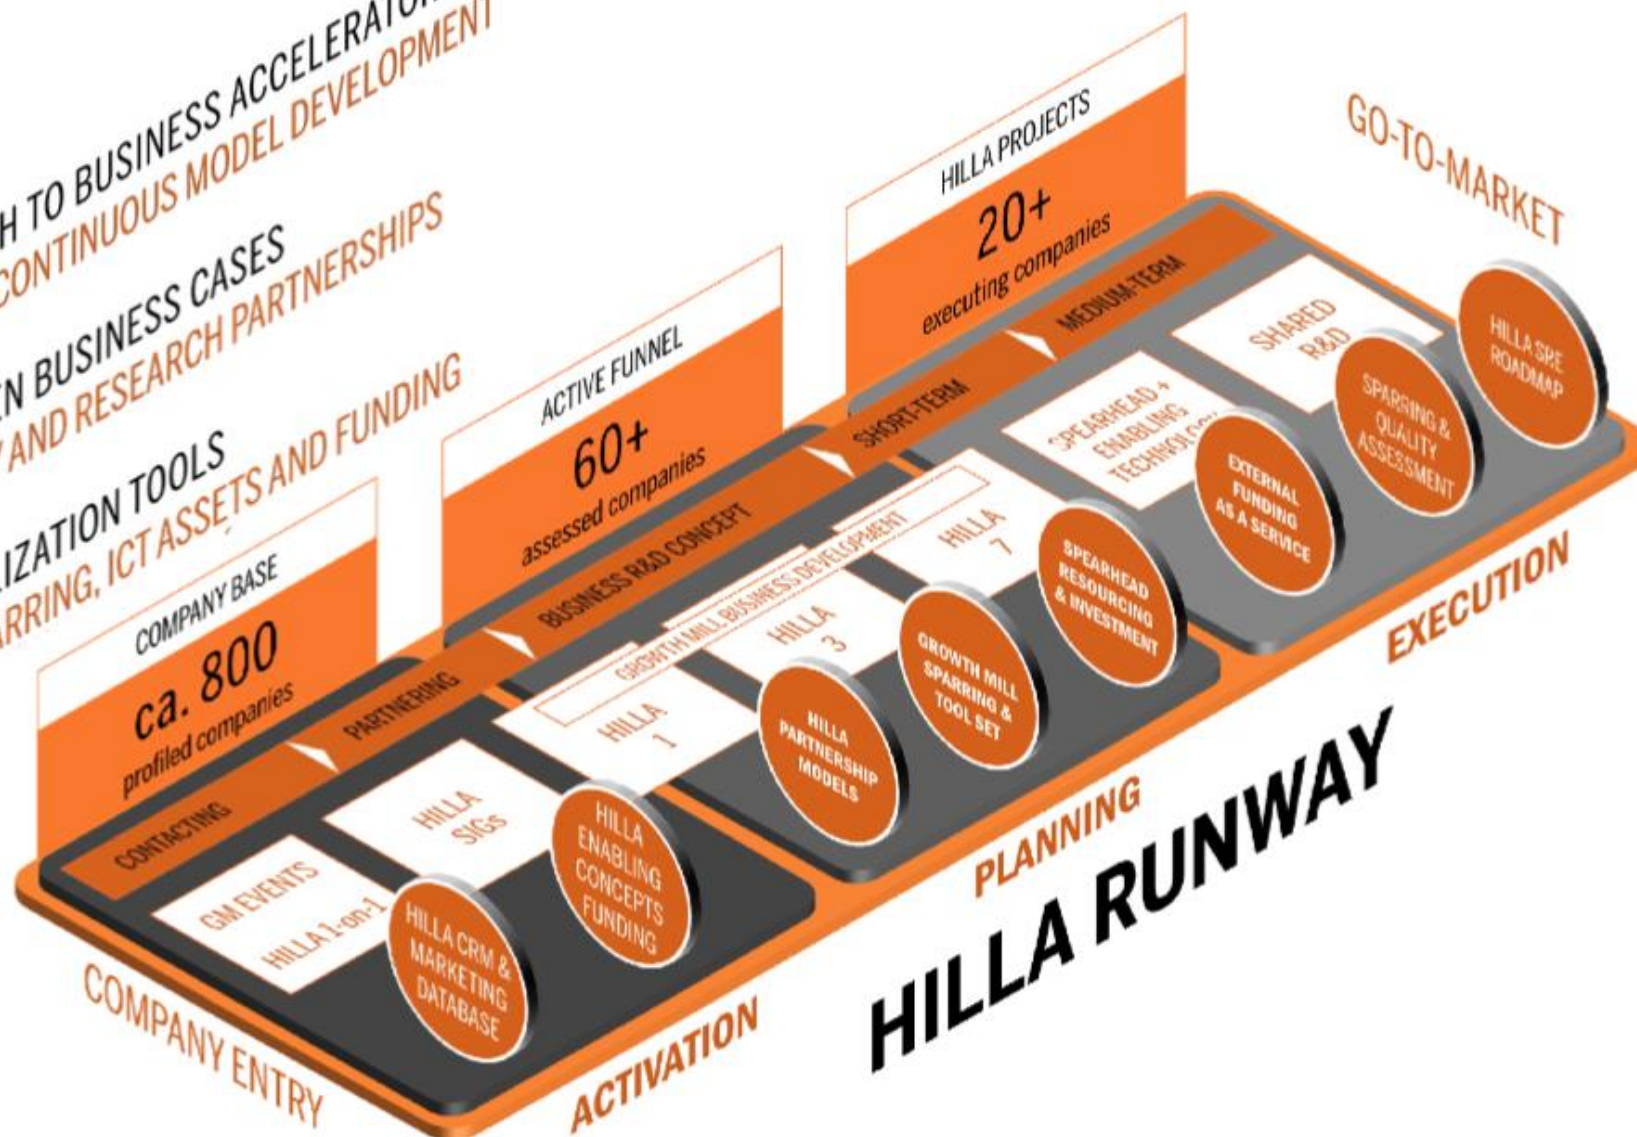 TO BUSINESS ACCELERATOR
CONTINUOUS MODEL DEVELOPMENT
BUSINESS CASES
AND RESEARCH PARTNERSHIPS
TOOLS
ICT ASSETS AND FUNDING
COMPANY BASE
ca. 800
profiled companies
ACTIVE FUNNEL
60+
assessed companies
HILLA PROJECTS
20+
executing companies
GO-TO-MARKET
CONTACTING
PARTNERING
BUSINESS R&D CONCEPT
SHORT-TERM
MEDIUM-TERM
GM EVENTS
HILLA 1-on-1
HILLA
SIGs
GROWTH MILL BUSINESS DEVELOPMENT
HILLA
1
HILLA
3
HILLA
7
SPEARHEAD +
ENABLING
SHARED
R&D
HILLA CRM &
MARKETING
DATABASE
HILLA
ENABLING
CONCEPTS
FUNDING
HILLA
PARTNERSHIP
MODELS
GROWTH MILL
SPARRING &
TOOL SET
SPEARHEAD
RESOURCING
& INVESTMENT
EXTERNAL
FUNDING
AS A SERVICE
SPARRING &
QUALITY
ASSESSMENT
HILLA SRE
ROADMAP
COMPANY ENTRY
ACTIVATION
PLANNING
EXECUTION
HILLA RUNWAY